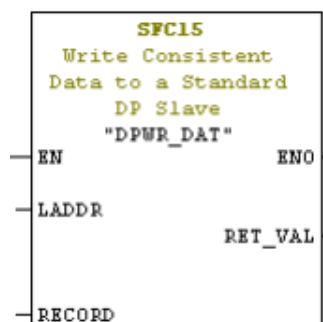 SFC15
Write Consistent
Data to a Standard
DP Slave
"DPWR_DAT"
EN ENO
LADDR
RET_VAL
RECORD